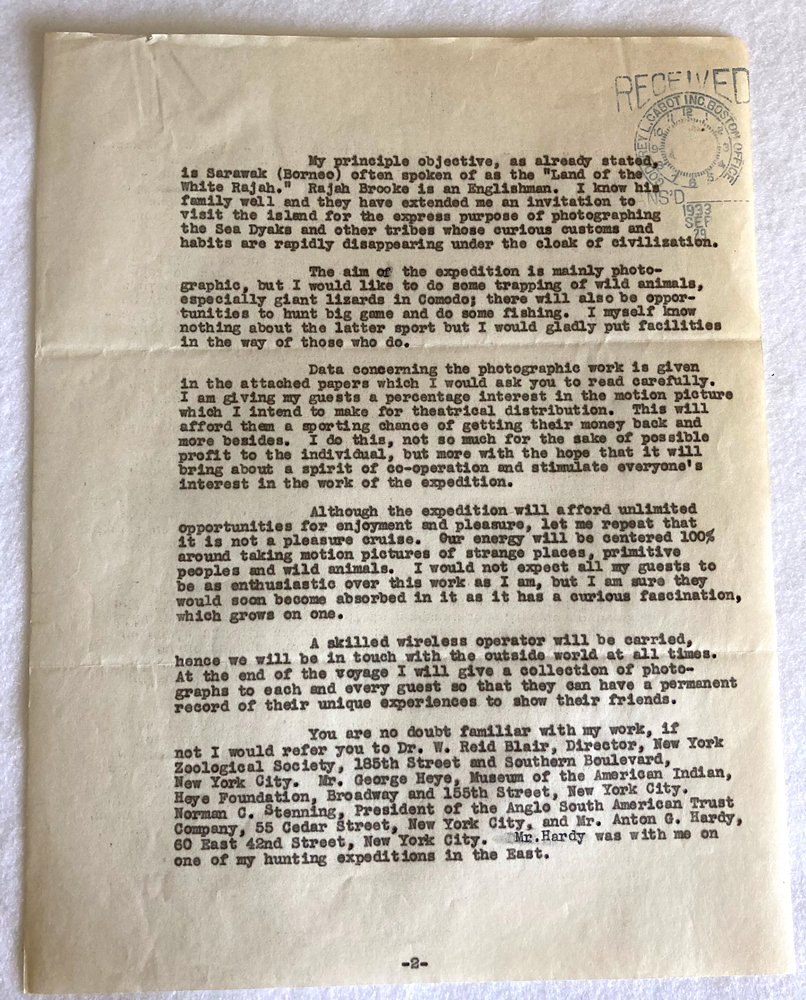 RECEIVED
GODFREY L. CABOT INC. BOSTON OFFICE
NS'D
1933
SEP
29
My principle objective, as already stated,
is Sarawak (Borneo) often spoken of as the "Land of the
White Rajah."  Rajah Brooke is an Englishman.  I know his
family well and they have extended me an invitation to
visit the island for the express purpose of photographing
the Sea Dyaks and other tribes whose curious customs and
habits are rapidly disappearing under the cloak of civilization.
The aim of the expedition is mainly photo-
graphic, but I would like to do some trapping of wild animals,
especially giant lizards in Comodo; there will also be oppor-
tunities to hunt big game and do some fishing.  I myself know
nothing about the latter sport but I would gladly put facilities
in the way of those who do.
Data concerning the photographic work is given
in the attached papers which I would ask you to read carefully.
I am giving my guests a percentage interest in the motion picture
which I intend to make for theatrical distribution.  This will
afford them a sporting chance of getting their money back and
more besides.  I do this, not so much for the sake of possible
profit to the individual, but more with the hope that it will
bring about a spirit of co-operation and stimulate everyone's
interest in the work of the expedition.
Although the expedition will afford unlimited
opportunities for enjoyment and pleasure, let me repeat that
it is not a pleasure cruise.  Our energy will be centered 100%
around taking motion pictures of strange places, primitive
peoples and wild animals.  I would not expect all my guests to
be as enthusiastic over this work as I am, but I am sure they
would soon become absorbed in it as it has a curious fascination,
which grows on one.
A skilled wireless operator will be carried,
hence we will be in touch with the outside world at all times.
At the end of the voyage I will give a collection of photo-
graphs to each and every guest so that they can have a permanent
record of their unique experiences to show their friends.
You are no doubt familiar with my work, if
not I would refer you to Dr. W. Reid Blair, Director, New York
Zoological Society, 185th Street and Southern Boulevard,
New York City.  Mr. George Heye, Museum of the American Indian,
Heye Foundation, Broadway and 155th Street, New York City.
Norman C. Stenning, President of the Anglo South American Trust
Company, 55 Cedar Street, New York City, and Mr. Anton G. Hardy,
60 East 42nd Street, New York City.  Mr.Hardy was with me on
one of my hunting expeditions in the East.
-2-